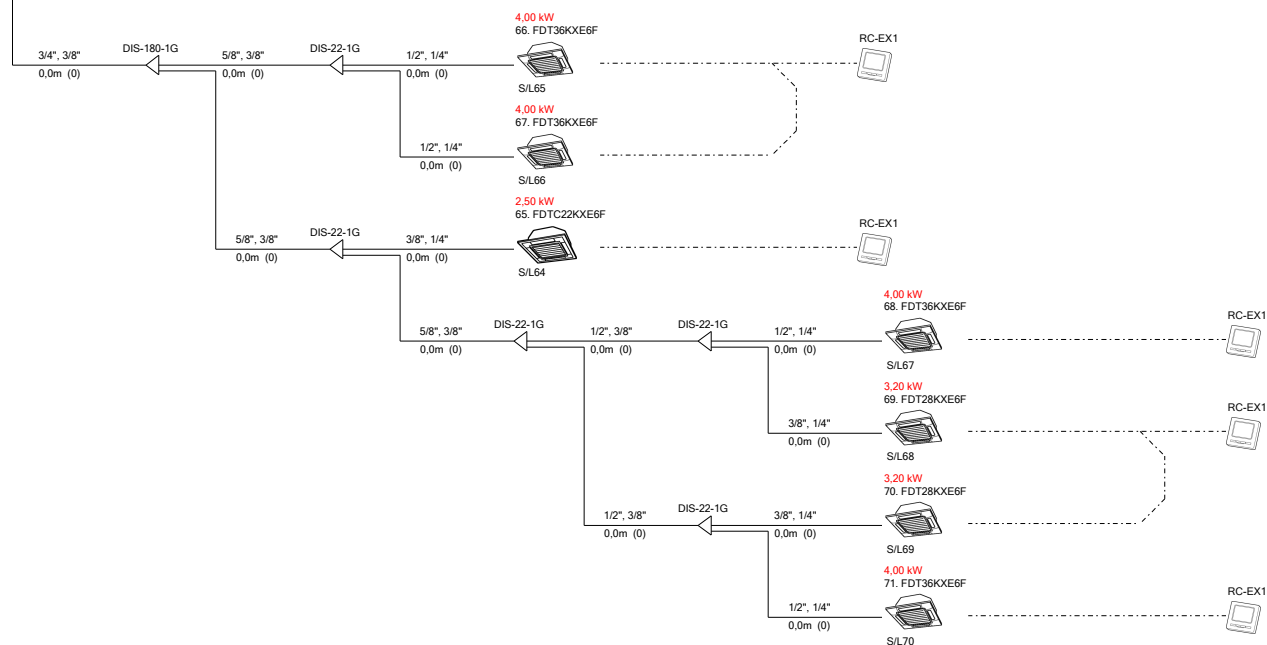 4,00 kW
66. FDT36KXE6F
RC-EX1
3/4", 3/8"
DIS-180-1G
5/8", 3/8"
DIS-22-1G
1/2", 1/4"
0,0m (0)
0,0m (0)
0,0m (0)
S/L65
4,00 kW
67. FDT36KXE6F
1/2", 1/4"
0,0m (0)
S/L66
2,50 kW
65. FDTC22KXE6F
RC-EX1
5/8", 3/8"
DIS-22-1G
3/8", 1/4"
0,0m (0)
0,0m (0)
S/L64
4,00 kW
68. FDT36KXE6F
RC-EX1
5/8", 3/8"
DIS-22-1G
1/2", 3/8"
DIS-22-1G
1/2", 1/4"
0,0m (0)
0,0m (0)
0,0m (0)
S/L67
3,20 kW
69. FDT28KXE6F
RC-EX1
3/8", 1/4"
0,0m (0)
S/L68
3,20 kW
70. FDT28KXE6F
1/2", 3/8"
DIS-22-1G
3/8", 1/4"
0,0m (0)
0,0m (0)
S/L69
4,00 kW
71. FDT36KXE6F
RC-EX1
1/2", 1/4"
0,0m (0)
S/L70